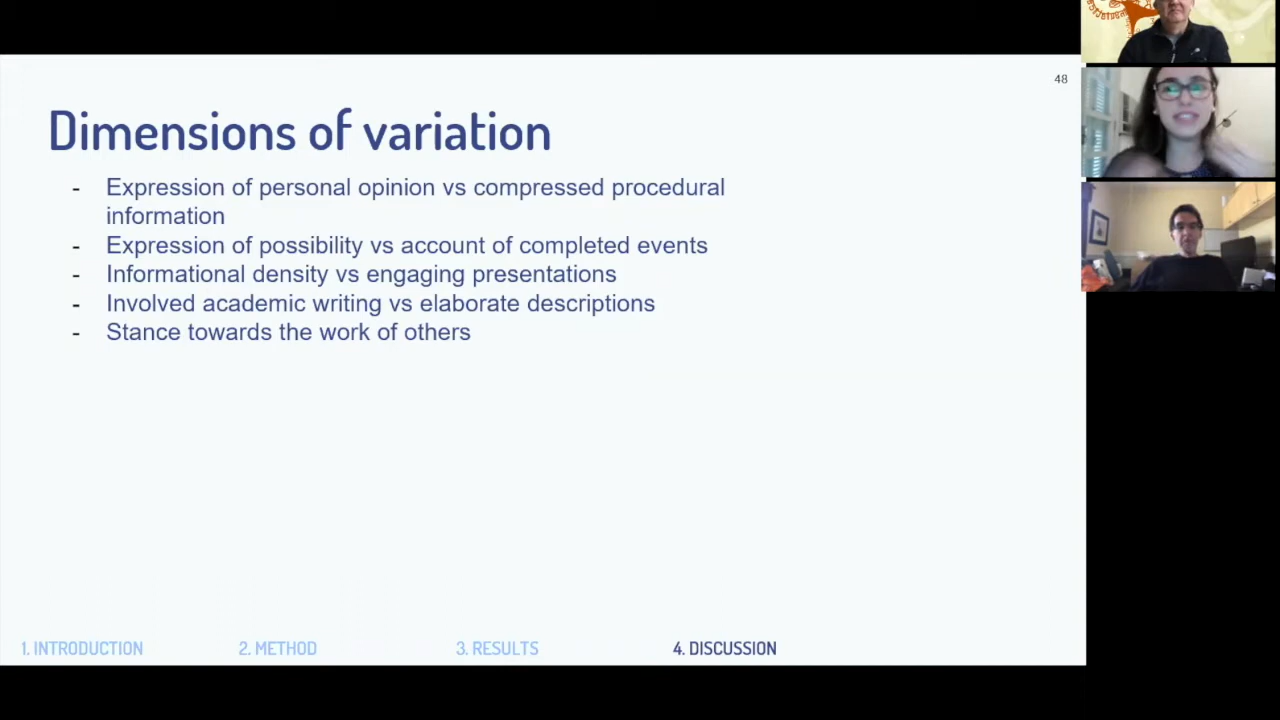 48
Dimensions of variation
- Expression of personal opinion vs compressed procedural
information
- Expression of possibility vs account of completed events
- Informational density vs engaging presentations
- Involved academic writing vs elaborate descriptions
- Stance towards the work of others
1. INTRODUCTION 2. METHOD 3. RESULTS 4. DISCUSSION